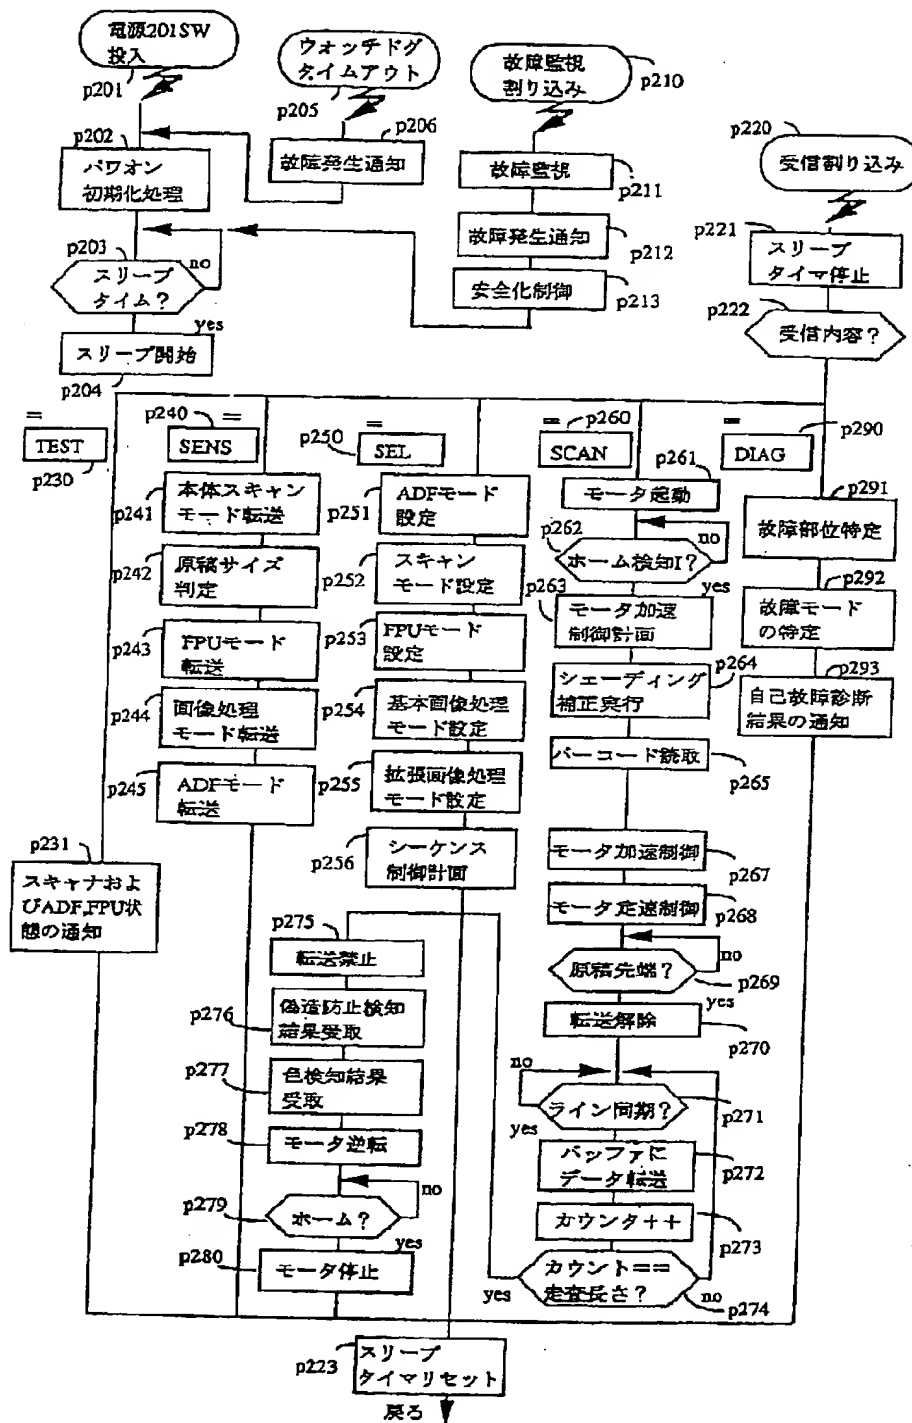 電源201SW
投入
p201
ウォッチドグ
タイムアウト
p205
故障監視
割り込み
p210
p202
パワオン
初期化処理
p206
故障発生通知
故障監視
p211
p220
受信割り込み
p203
スリープ
タイム?
no
yes
故障発生通知
p212
安全化制御
p213
p221
スリープ
タイマ停止
p222
受信内容?
スリープ開始
p204
=
TEST
p230
p240
=
SENS
p241
本体スキャン
モード転送
p242
原稿サイズ
判定
p243
FPUモード
転送
p244
画像処理
モード転送
p245
ADFモード
転送
p231
スキャナおよ
びADF,FPU状
態の通知
p250
=
SEL
p251
ADFモード
設定
p252
スキャン
モード設定
p253
FPUモード
設定
p254
基本画像処理
モード設定
p255
拡張画像処理
モード設定
p256
シーケンス
制御計画
=
p260
SCAN
p261
モータ起動
p262
ホーム検知1?
no
yes
p263
モータ加速
制御計画
p264
シェーディング
補正実行
バーコード読取
p265
モータ加速制御
p267
モータ定速制御
p268
原稿先端?
no
p269
yes
転送解除
p270
no
ライン同期?
p271
yes
バッファに
データ転送
p272
カウンタ++
p273
カウント==
走査長さ?
yes
no
p274
p275
転送禁止
p276
偽造防止検知
結果受取
p277
色検知結果
受取
p278
モータ逆転
p279
ホーム?
no
yes
p280
モータ停止
=
DIAG
p290
p291
故障部位特定
p292
故障モード
の特定
p293
自己故障診断
結果の通知
p223
スリープ
タイマリセット
戻る